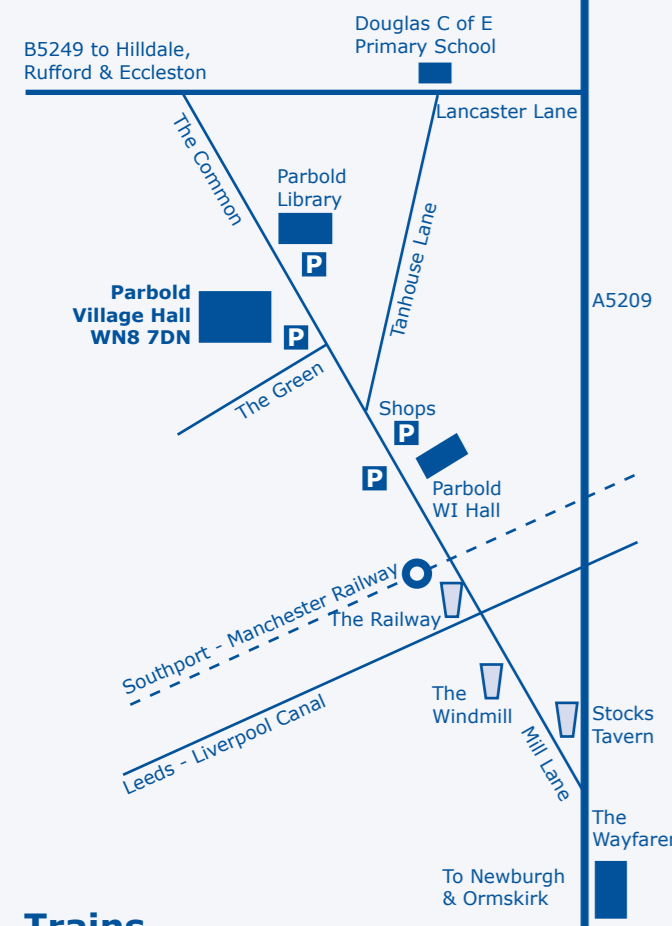 Douglas C of E
Primary School
B5249 to Hilldale,
Rufford & Eccleston
Lancaster Lane
The Common
Parbold
Library
P
Tanhouse Lane
Parbold
Village Hall
WN8 7DN
P
A5209
The Green
Shops
P
P
Parbold
WI Hall
Southport - Manchester Railway
The Railway
Leeds - Liverpool Canal
The
Windmill
Mill Lane
Stocks
Tavern
The
Wayfarer
To Newburgh
& Ormskirk
Trains